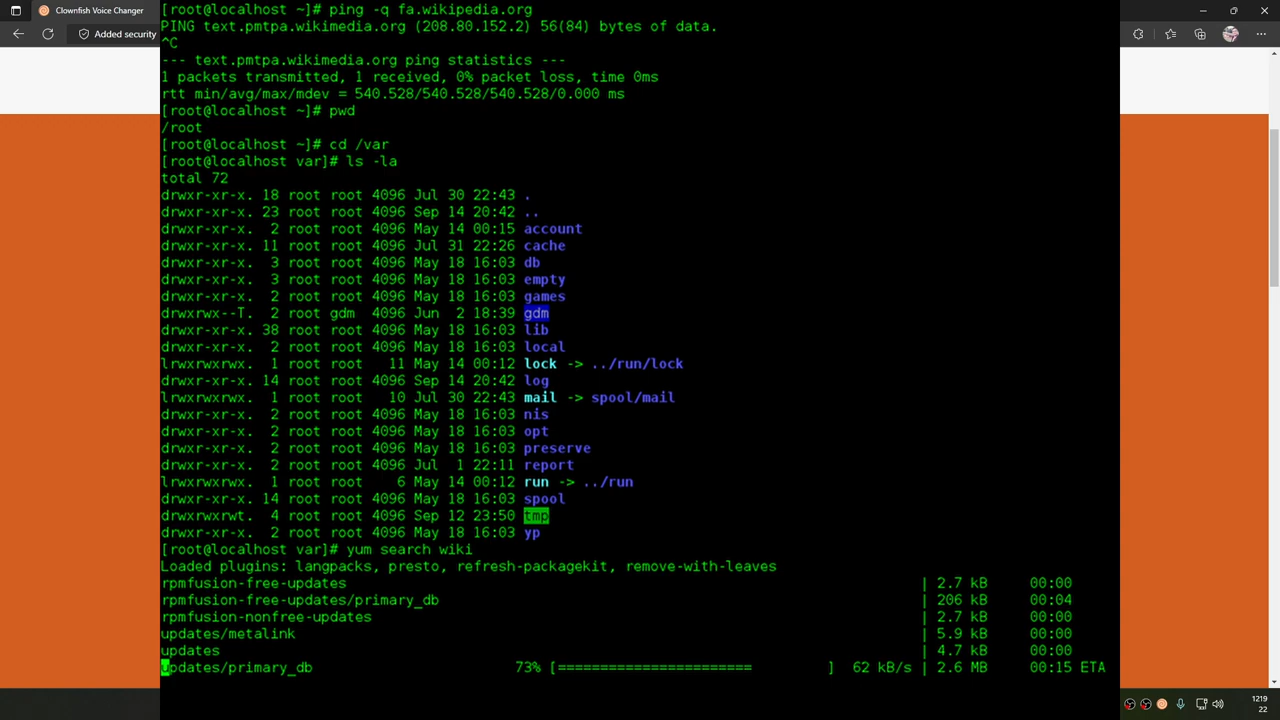 Clownfish Voice Changer
Added security
[root@localhost ~]# ping -q fa.wikipedia.org
PING text.pmtpa.wikimedia.org (208.80.152.2) 56(84) bytes of data.
^C
--- text.pmtpa.wikimedia.org ping statistics ---
1 packets transmitted, 1 received, 0% packet loss, time 0ms
rtt min/avg/max/mdev = 540.528/540.528/540.528/0.000 ms
[root@localhost ~]# pwd
/root
[root@localhost ~]# cd /var
[root@localhost var]# ls -la
total 72
drwxr-xr-x. 18 root root 4096 Jul 30 22:43 .
drwxr-xr-x. 23 root root 4096 Sep 14 20:42 ..
drwxr-xr-x.  2 root root 4096 May 14 00:15 account
drwxr-xr-x. 11 root root 4096 Jul 31 22:26 cache
drwxr-xr-x.  3 root root 4096 May 18 16:03 db
drwxr-xr-x.  3 root root 4096 May 18 16:03 empty
drwxr-xr-x.  2 root root 4096 May 18 16:03 games
drwxrwx--T.  2 root gdm  4096 Jun  2 18:39 gdm
drwxr-xr-x. 38 root root 4096 May 18 16:03 lib
drwxr-xr-x.  2 root root 4096 May 18 16:03 local
lrwxrwxrwx.  1 root root   11 May 14 00:12 lock -> ../run/lock
drwxr-xr-x. 14 root root 4096 Sep 14 20:42 log
lrwxrwxrwx.  1 root root   10 Jul 30 22:43 mail -> spool/mail
drwxr-xr-x.  2 root root 4096 May 18 16:03 nis
drwxr-xr-x.  2 root root 4096 May 18 16:03 opt
drwxr-xr-x.  2 root root 4096 May 18 16:03 preserve
drwxr-xr-x.  2 root root 4096 Jul  1 22:11 report
lrwxrwxrwx.  1 root root    6 May 14 00:12 run -> ../run
drwxr-xr-x. 14 root root 4096 May 18 16:03 spool
drwxrwxrwt.  4 root root 4096 Sep 12 23:50 tmp
drwxr-xr-x.  2 root root 4096 May 18 16:03 yp
[root@localhost var]# yum search wiki
Loaded plugins: langpacks, presto, refresh-packagekit, remove-with-leaves
rpmfusion-free-updates | 2.7 kB 00:00
rpmfusion-free-updates/primary_db | 206 kB 00:04
rpmfusion-nonfree-updates | 2.7 kB 00:00
updates/metalink | 5.9 kB 00:00
updates | 4.7 kB 00:00
updates/primary_db 73% [======================= ] 62 kB/s | 2.6 MB 00:15 ETA
1219
22